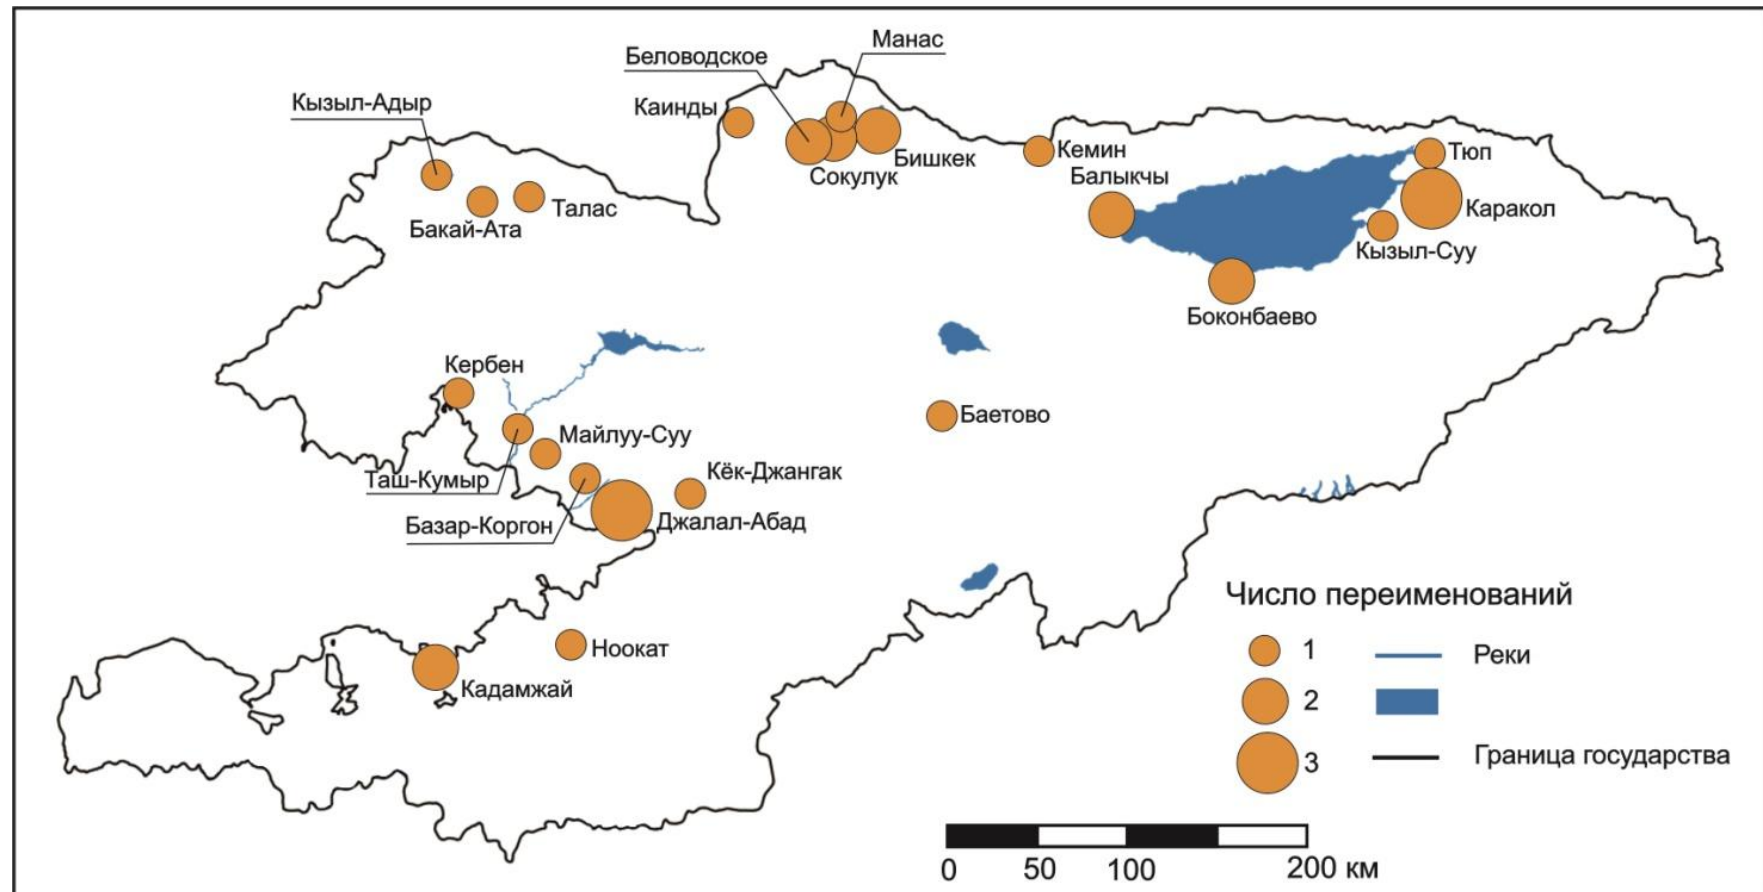 Манас
Беловодское
Кызыл-Адыр
Каинды
Бишкек
Кемин
Тюп
Сокулук
Балыкчы
Талас
Каракол
Бакай-Ата
Кызыл-Суу
Боконбаево
Кербен
Баетово
Майлуу-Суу
Кёк-Джангак
Таш-Кумыр
Базар-Коргон
Джалал-Абад
Ноокат
Кадамжай
Число переименований
1
Реки
2
3
Граница государства
0 50 100 200 км